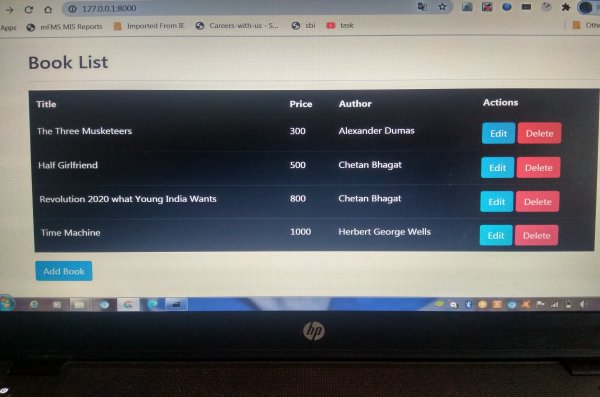 127.0.0.1:8000
Apps mFMS MIS Reports Imported From IE Careers-with-us - S... sbi task Othe
Book List
Title Price Author Actions
The Three Musketeers 300 Alexander Dumas Edit Delete
Half Girlfriend 500 Chetan Bhagat Edit Delete
Revolution 2020 what Young India Wants 800 Chetan Bhagat Edit Delete
Time Machine 1000 Herbert George Wells Edit Delete
Add Book
hp